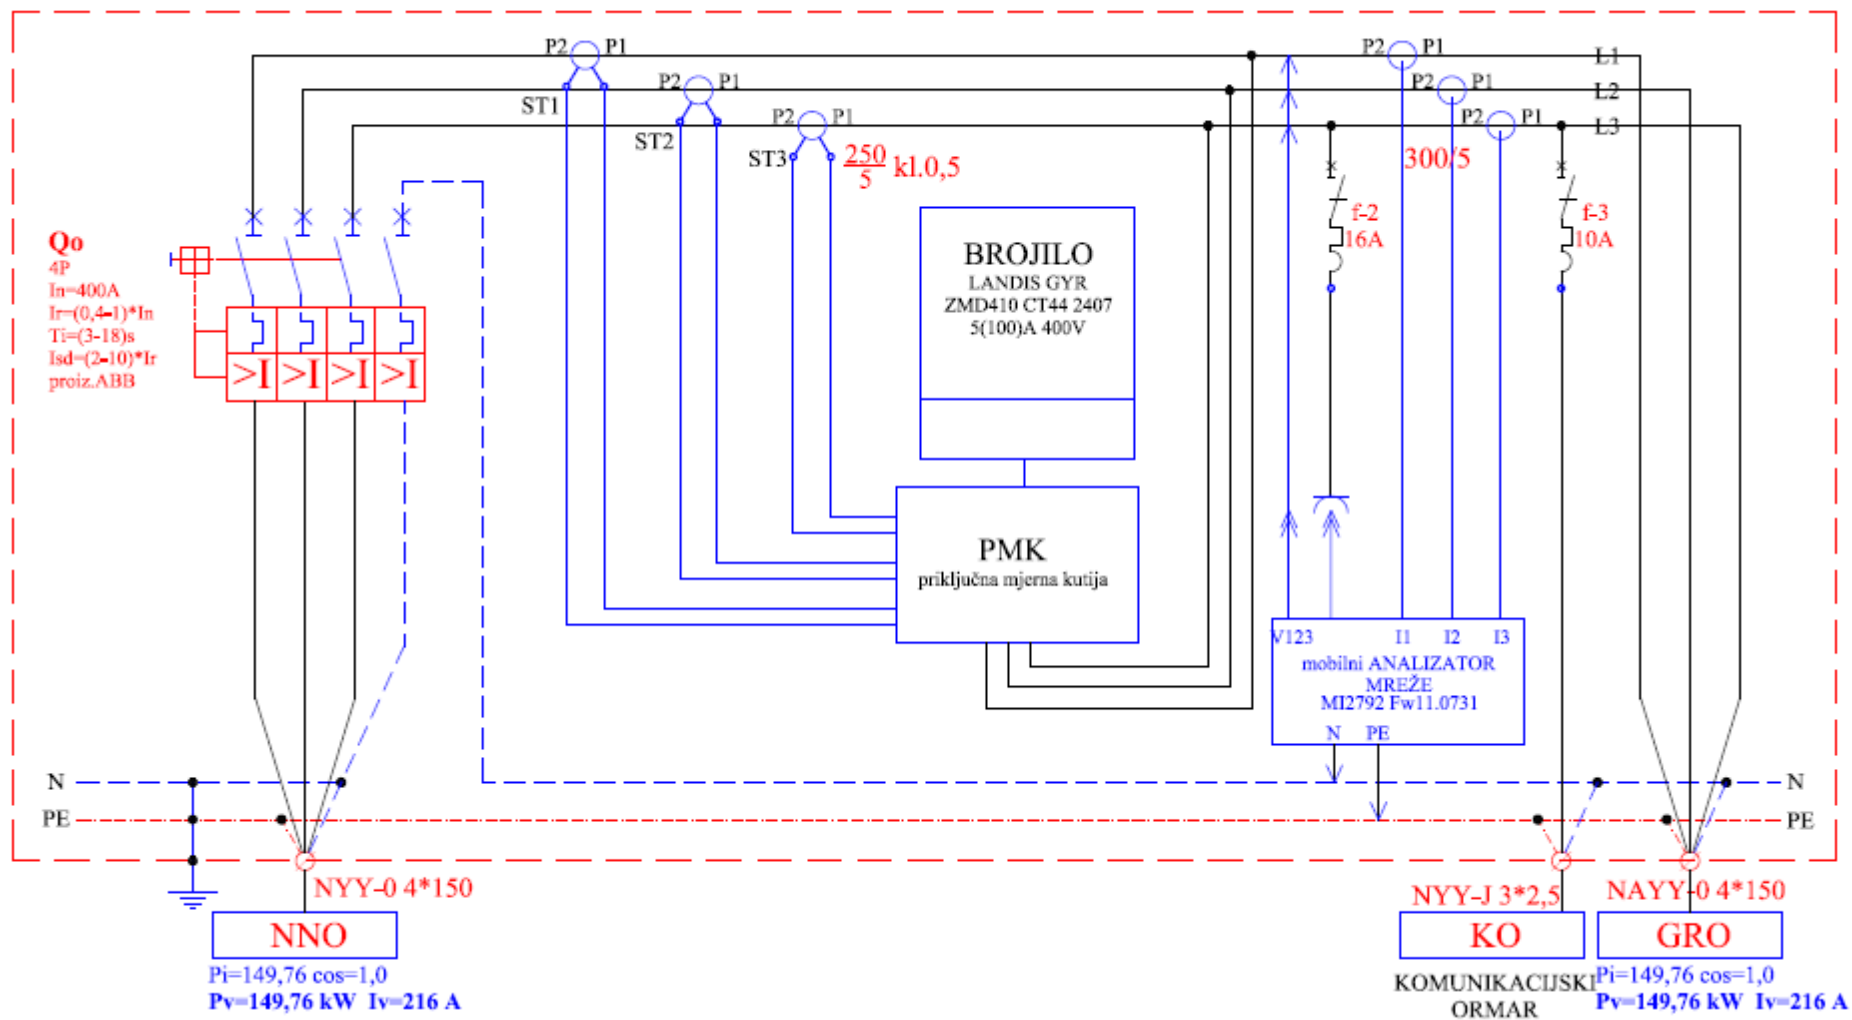 P2 P1
P2 P1
L1
P2 P1
P2 P1
L2
ST1
P2 P1
P2 P1
L3
ST2
ST3
250
5
kl.0,5
300/5
Qo
4P
In=400A
Ir=(0,4-1)*In
Ti=(3-18)s
Isd=(2-10)*Ir
proiz.ABB
>I >I >I >I
BROJILO
LANDIS GYR
ZMD410 CT44 2407
5(100)A 400V
f-2
16A
f-3
10A
PMK
priključna mjerna kutija
V123 I1 I2 I3
mobilni ANALIZATOR
MREŽE
MI2792 Fw11.0731
N PE
N
N
PE
PE
NYY-0 4*150
NNO
Pi=149,76 cos=1,0
Pv=149,76 kW Iv=216 A
NYY-J 3*2,5
KO
KOMUNIKACIJSKI
ORMAR
NAYY-0 4*150
GRO
Pi=149,76 cos=1,0
Pv=149,76 kW Iv=216 A